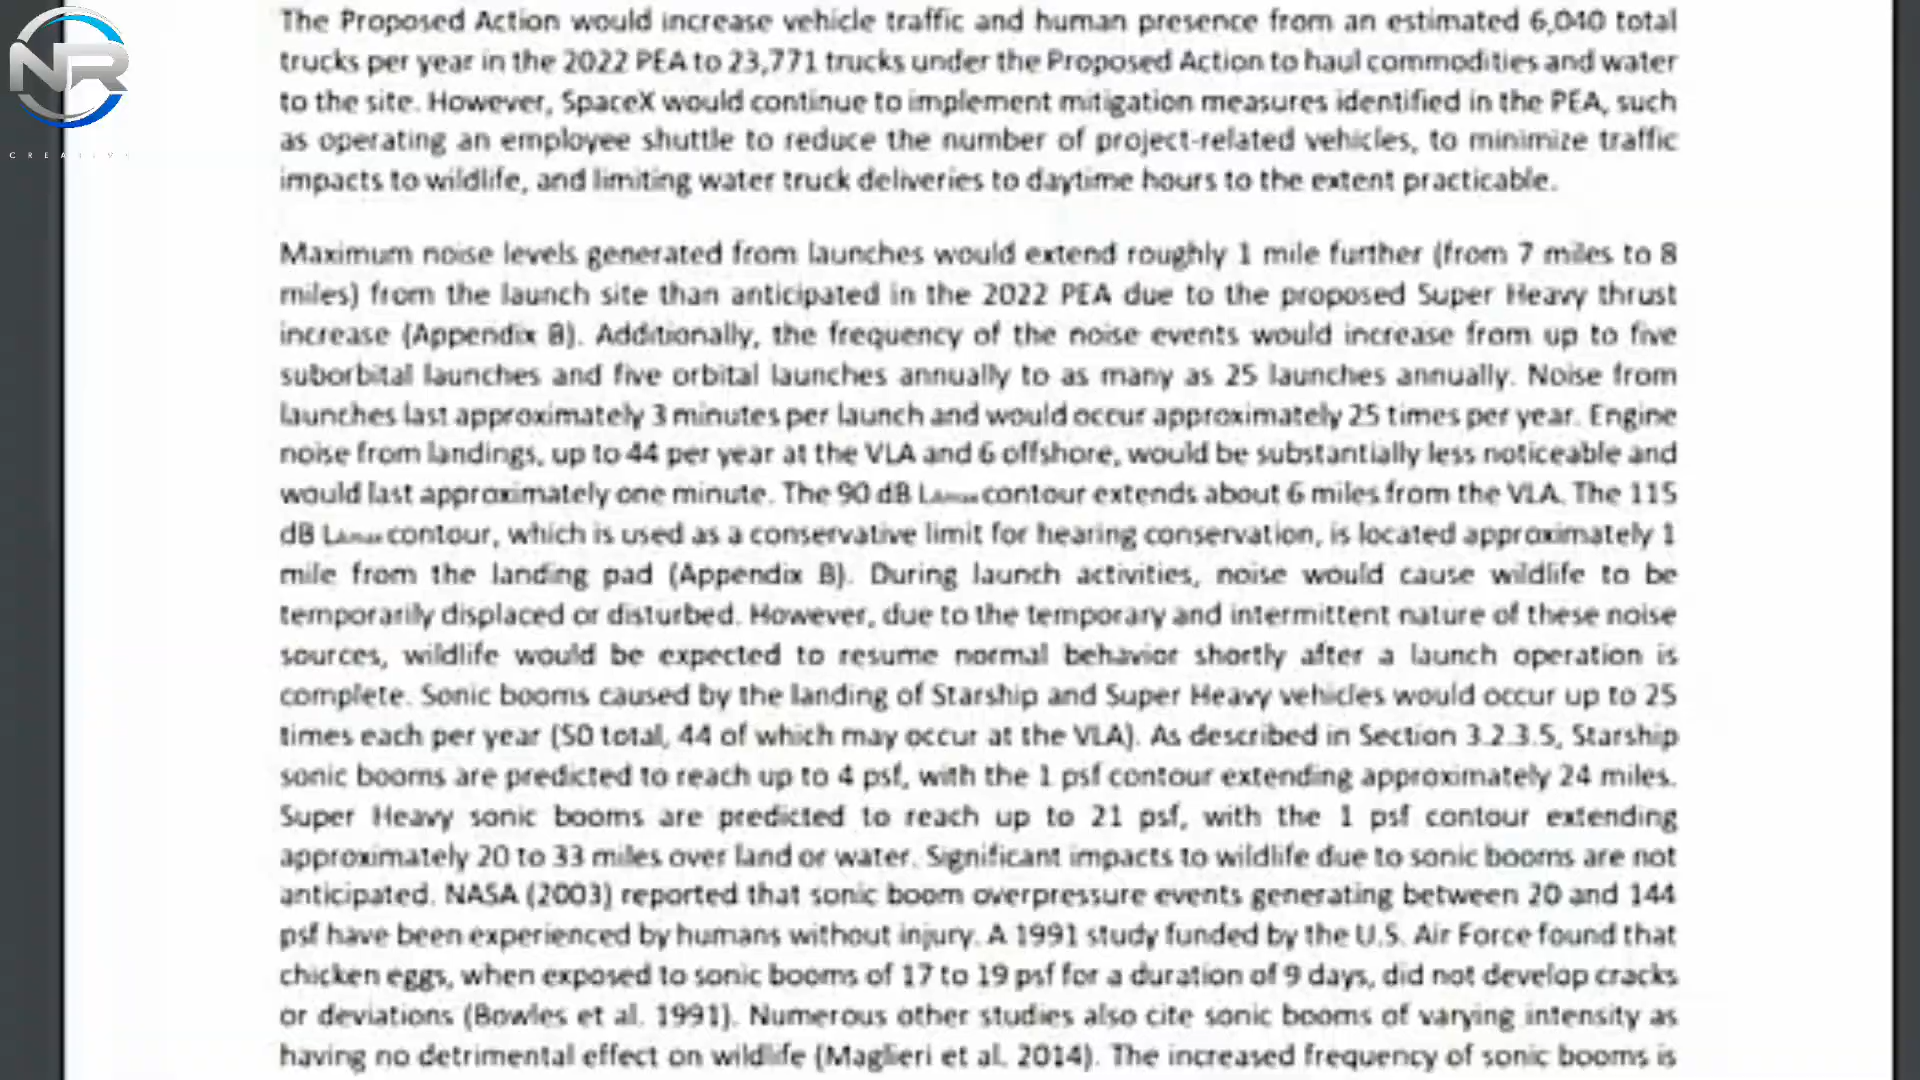 NR
CREATIVE
The Proposed Action would increase vehicle traffic and human presence from an estimated 6,040 total
trucks per year in the 2022 PEA to 23,771 trucks under the Proposed Action to haul commodities and water
to the site. However, SpaceX would continue to implement mitigation measures identified in the PEA, such
as operating an employee shuttle to reduce the number of project-related vehicles, to minimize traffic
impacts to wildlife, and limiting water truck deliveries to daytime hours to the extent practicable.
Maximum noise levels generated from launches would extend roughly 1 mile further (from 7 miles to 8
miles) from the launch site than anticipated in the 2022 PEA due to the proposed Super Heavy thrust
increase (Appendix B). Additionally, the frequency of the noise events would increase from up to five
suborbital launches and five orbital launches annually to as many as 25 launches annually. Noise from
launches last approximately 3 minutes per launch and would occur approximately 25 times per year. Engine
noise from landings, up to 44 per year at the VLA and 6 offshore, would be substantially less noticeable and
would last approximately one minute. The 90 dB LAmax contour extends about 6 miles from the VLA. The 115
dB LAmax contour, which is used as a conservative limit for hearing conservation, is located approximately 1
mile from the landing pad (Appendix B). During launch activities, noise would cause wildlife to be
temporarily displaced or disturbed. However, due to the temporary and intermittent nature of these noise
sources, wildlife would be expected to resume normal behavior shortly after a launch operation is
complete. Sonic booms caused by the landing of Starship and Super Heavy vehicles would occur up to 25
times each per year (50 total, 44 of which may occur at the VLA). As described in Section 3.2.3.5, Starship
sonic booms are predicted to reach up to 4 psf, with the 1 psf contour extending approximately 24 miles.
Super Heavy sonic booms are predicted to reach up to 21 psf, with the 1 psf contour extending
approximately 20 to 33 miles over land or water. Significant impacts to wildlife due to sonic booms are not
anticipated. NASA (2003) reported that sonic boom overpressure events generating between 20 and 144
psf have been experienced by humans without injury. A 1991 study funded by the U.S. Air Force found that
chicken eggs, when exposed to sonic booms of 17 to 19 psf for a duration of 9 days, did not develop cracks
or deviations (Bowles et al. 1991). Numerous other studies also cite sonic booms of varying intensity as
having no detrimental effect on wildlife (Maglieri et al. 2014). The increased frequency of sonic booms is